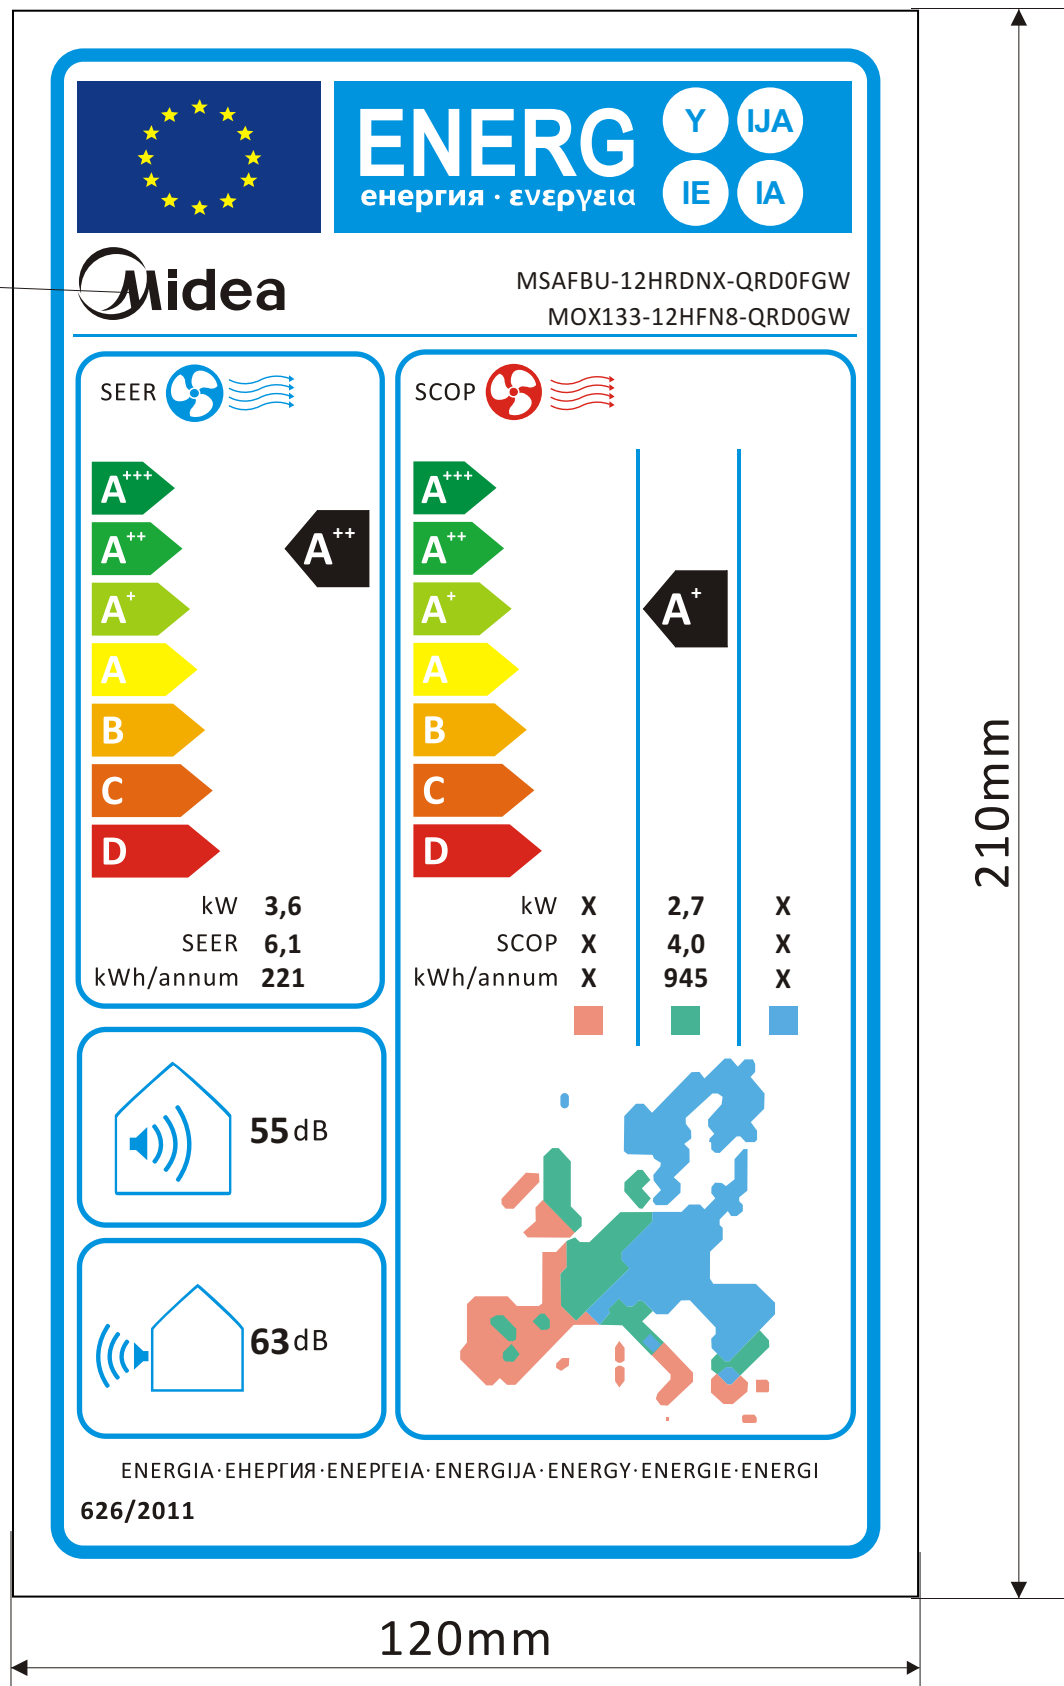 ENERG
енергия · ενεργεια
Y IJA
IE IA
Midea
MSAFBU-12HRDNX-QRD0FGW
MOX133-12HFN8-QRD0GW
SEER
A+++
A++
A+
A
B
C
D
A++
kW 3,6
SEER 6,1
kWh/annum 221
SCOP
A+++
A++
A+
A
B
C
D
A+
kW X 2,7 X
SCOP X 4,0 X
kWh/annum X 945 X
55 dB
63 dB
ENERGIA·ЕНЕРГИЯ·ΕΝΕΡΓΕΙΑ·ENERGIJA·ENERGY·ENERGIE·ENERGI
626/2011
210mm
120mm